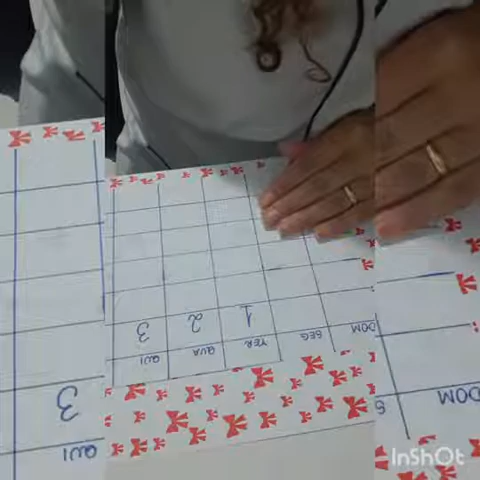 DOM SEG TER QUA QUI
1 2 3
3
QUI
DOM S
InShOt